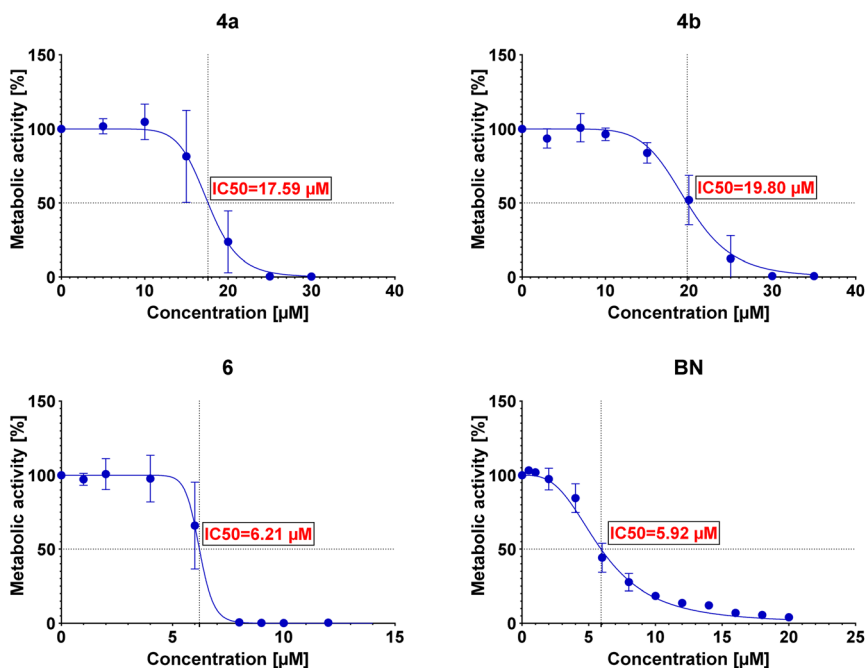 4a
Metabolic activity [%]
150
100
50
0
IC50=17.59 µM
0 10 20 30 40
Concentration [µM]
4b
Metabolic activity [%]
150
100
50
0
IC50=19.80 µM
0 10 20 30 40
Concentration [µM]
6
Metabolic activity [%]
150
100
50
0
IC50=6.21 µM
0 5 10 15
Concentration [µM]
BN
Metabolic activity [%]
150
100
50
0
IC50=5.92 µM
0 5 10 15 20 25
Concentration [µM]